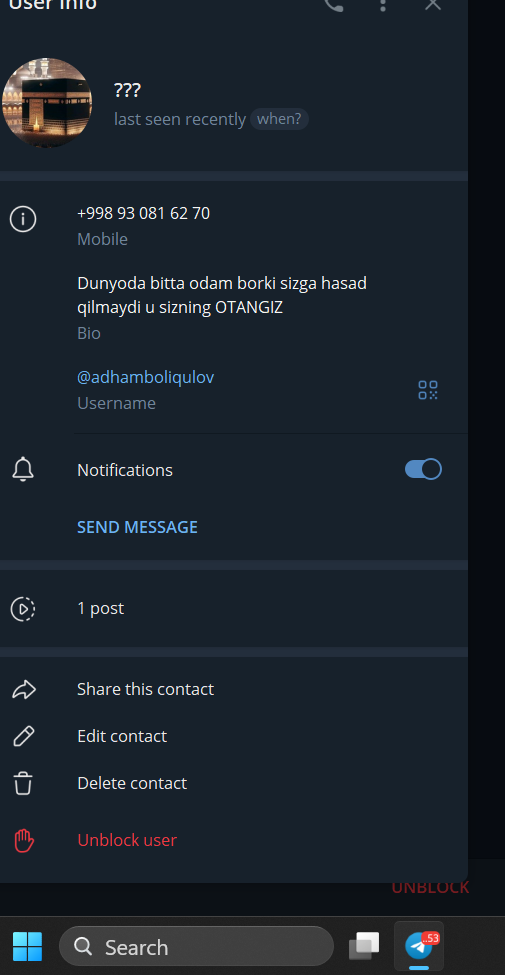 User Info
???
last seen recently when?
+998 93 081 62 70
Mobile
Dunyoda bitta odam borki sizga hasad
qilmaydi u sizning OTANGIZ
Bio
@adhamboliqulov
Username
Notifications
SEND MESSAGE
1 post
Share this contact
Edit contact
Delete contact
Unblock user
UNBLOCK
Search
..53